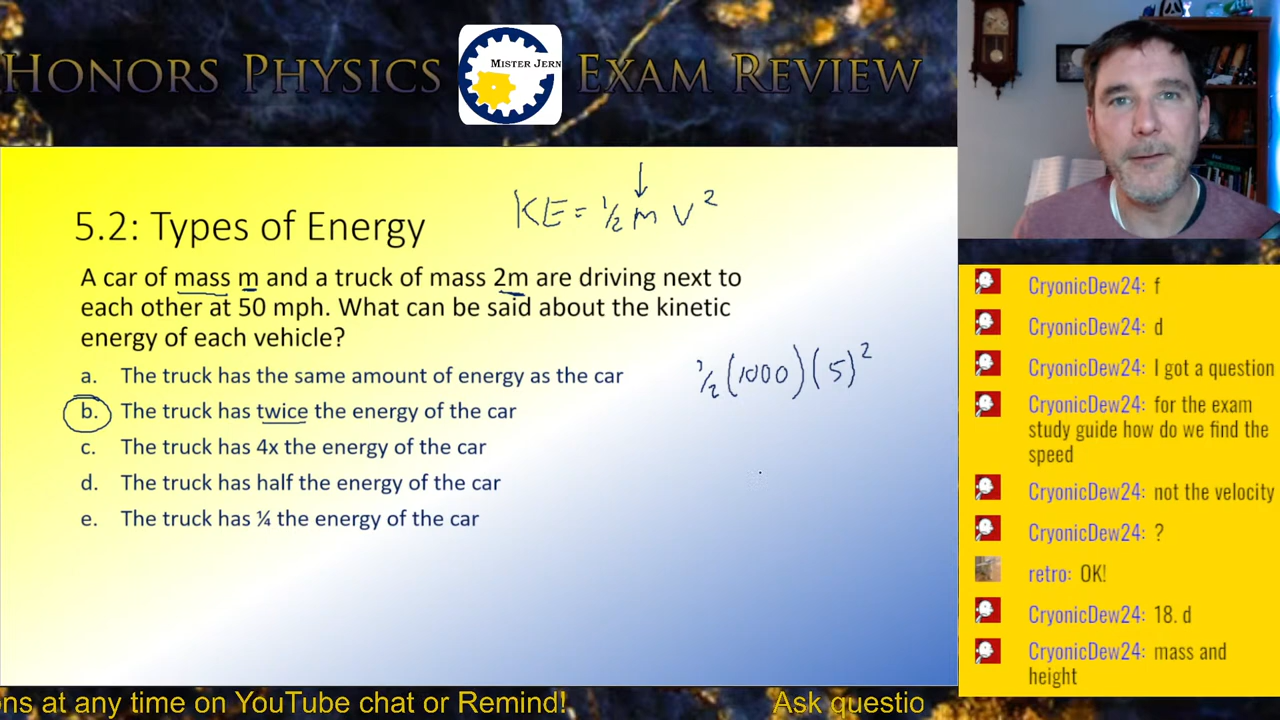 HONORS PHYSICS
MISTER JERN
EXAM REVIEW
KE = ½ m v²
5.2: Types of Energy
A car of mass m and a truck of mass 2m are driving next to
each other at 50 mph. What can be said about the kinetic
energy of each vehicle?
a. The truck has the same amount of energy as the car
b. The truck has twice the energy of the car
c. The truck has 4x the energy of the car
d. The truck has half the energy of the car
e. The truck has ¼ the energy of the car
½ (1000) (5)²
CryonicDew24: f
CryonicDew24: d
CryonicDew24: I got a question
CryonicDew24: for the exam
study guide how do we find the
speed
CryonicDew24: not the velocity
CryonicDew24: ?
retro: OK!
CryonicDew24: 18. d
CryonicDew24: mass and
height
ns at any time on YouTube chat or Remind! Ask questio